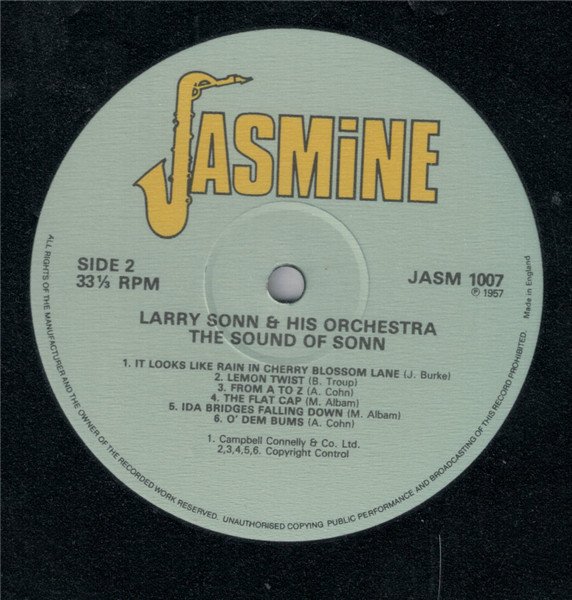 JASMiNE
SIDE 2
33⅓ RPM
JASM 1007
℗ 1957
Made in England
LARRY SONN & HIS ORCHESTRA
THE SOUND OF SONN
1. IT LOOKS LIKE RAIN IN CHERRY BLOSSOM LANE (J. Burke)
2. LEMON TWIST (B. Troup)
3. FROM A TO Z (A. Cohn)
4. THE FLAT CAP (M. Albam)
5. IDA BRIDGES FALLING DOWN (M. Albam)
6. O' DEM BUMS (A. Cohn)
1. Campbell Connelly & Co. Ltd.
2,3,4,5,6. Copyright Control
ALL RIGHTS OF THE MANUFACTURER AND THE OWNER OF THE RECORDED WORK RESERVED. UNAUTHORISED COPYING PUBLIC PERFORMANCE AND BROADCASTING OF THIS RECORD PROHIBITED.